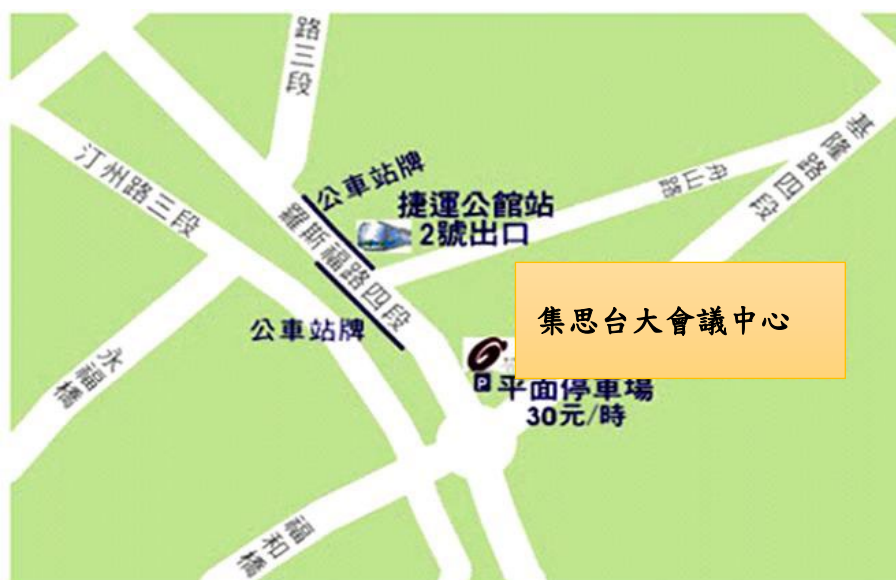 路三段
汀州路三段
公車站牌
捷運公館站
2號出口
舟山路
基隆路四段
羅斯福路四段
公車站牌
集思台大會議中心
永福橋
P平面停車場
30元/時
福和橋